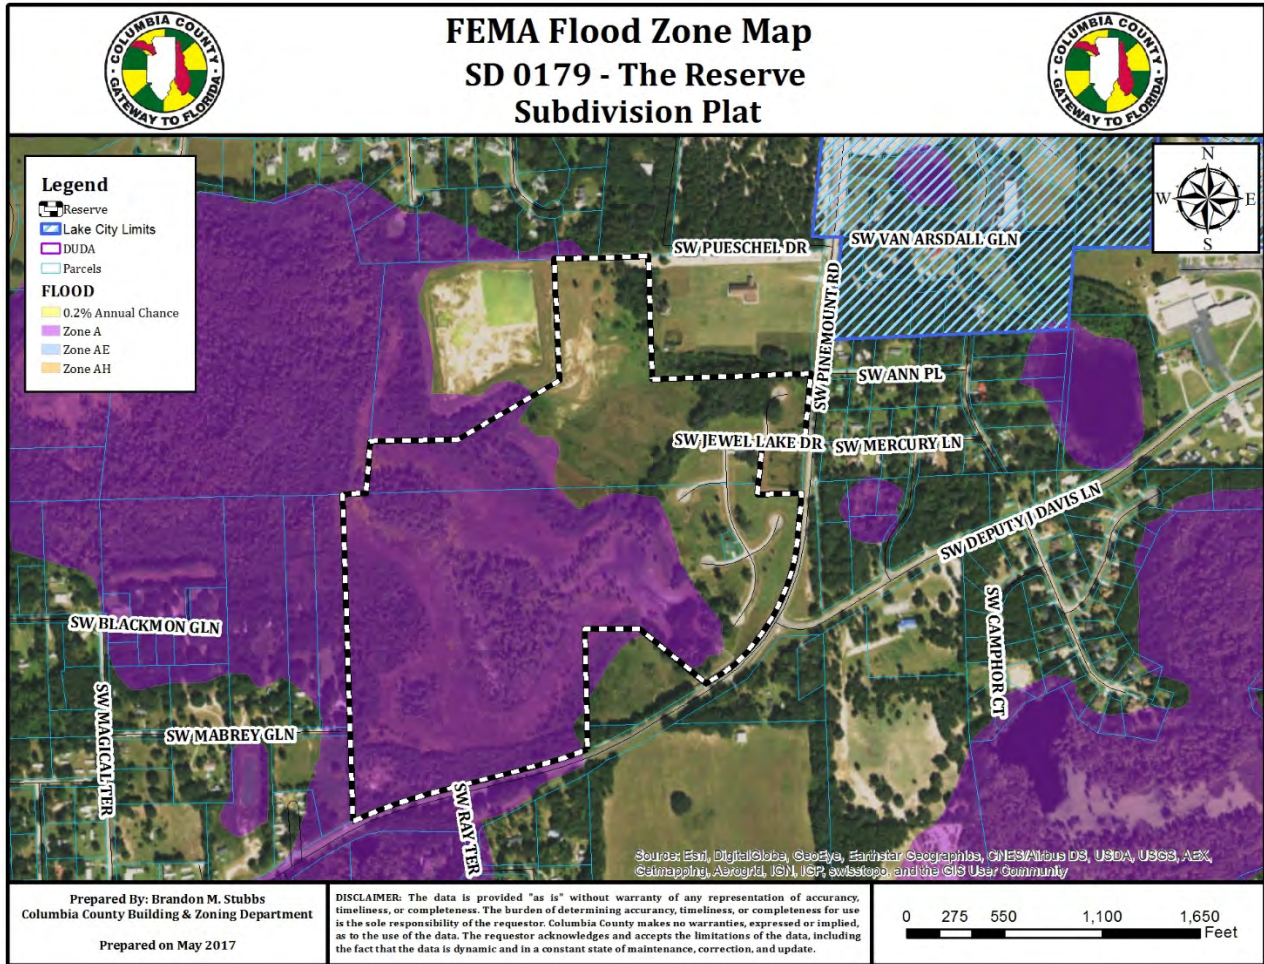 COLUMBIA COUNTY
GATEWAY TO FLORIDA
FEMA Flood Zone Map
SD 0179 - The Reserve
Subdivision Plat
COLUMBIA COUNTY
GATEWAY TO FLORIDA
Legend
Reserve
Lake City Limits
DUDA
Parcels
FLOOD
0.2% Annual Chance
Zone A
Zone AE
Zone AH
N
W E
S
SW PUESCHEL DR
SW VAN ARSDALL GLN
SW PINEMOUNT RD
SW ANN PL
SW JEWEL LAKE DR
SW MERCURY LN
SW DEPUTY J DAVIS LN
SW BLACKMON GLN
SW CAMPHOR CT
SW MAGICAL TER
SW MABREY GLN
SW RAY TER
Source: Esri, DigitalGlobe, GeoEye, Earthstar Geographics, CNES/Airbus DS, USDA, USGS, AEX,
Getmapping, Aerogrid, IGN, IGP, swisstopo, and the GIS User Community
Prepared By: Brandon M. Stubbs
Columbia County Building & Zoning Department
Prepared on May 2017
DISCLAIMER: The data is provided "as is" without warranty of any representation of accurancy,
timeliness, or completeness. The burden of determining accurancy, timeliness, or completeness for use
is the sole responsibility of the requestor. Columbia County makes no warranties, expressed or implied,
as to the use of the data. The requestor acknowledges and accepts the limitations of the data, including
the fact that the data is dynamic and in a constant state of maintenance, correction, and update.
0 275 550 1,100 1,650
Feet